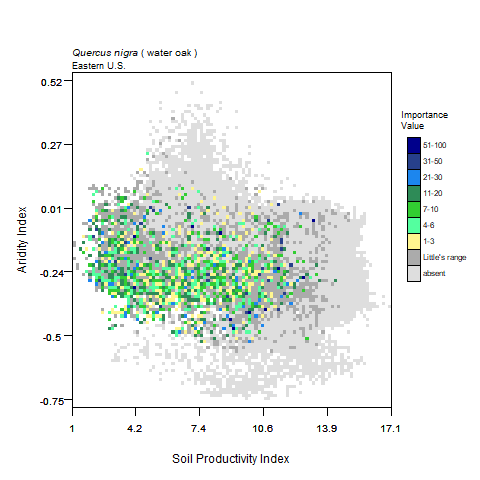 Quercus nigra ( water oak )
Eastern U.S.
0.52
0.27
0.01
-0.24
-0.5
-0.75
Aridity Index
1 4.2 7.4 10.6 13.9 17.1
Soil Productivity Index
Importance
Value
51-100
31-50
21-30
11-20
7-10
4-6
1-3
Little's range
absent